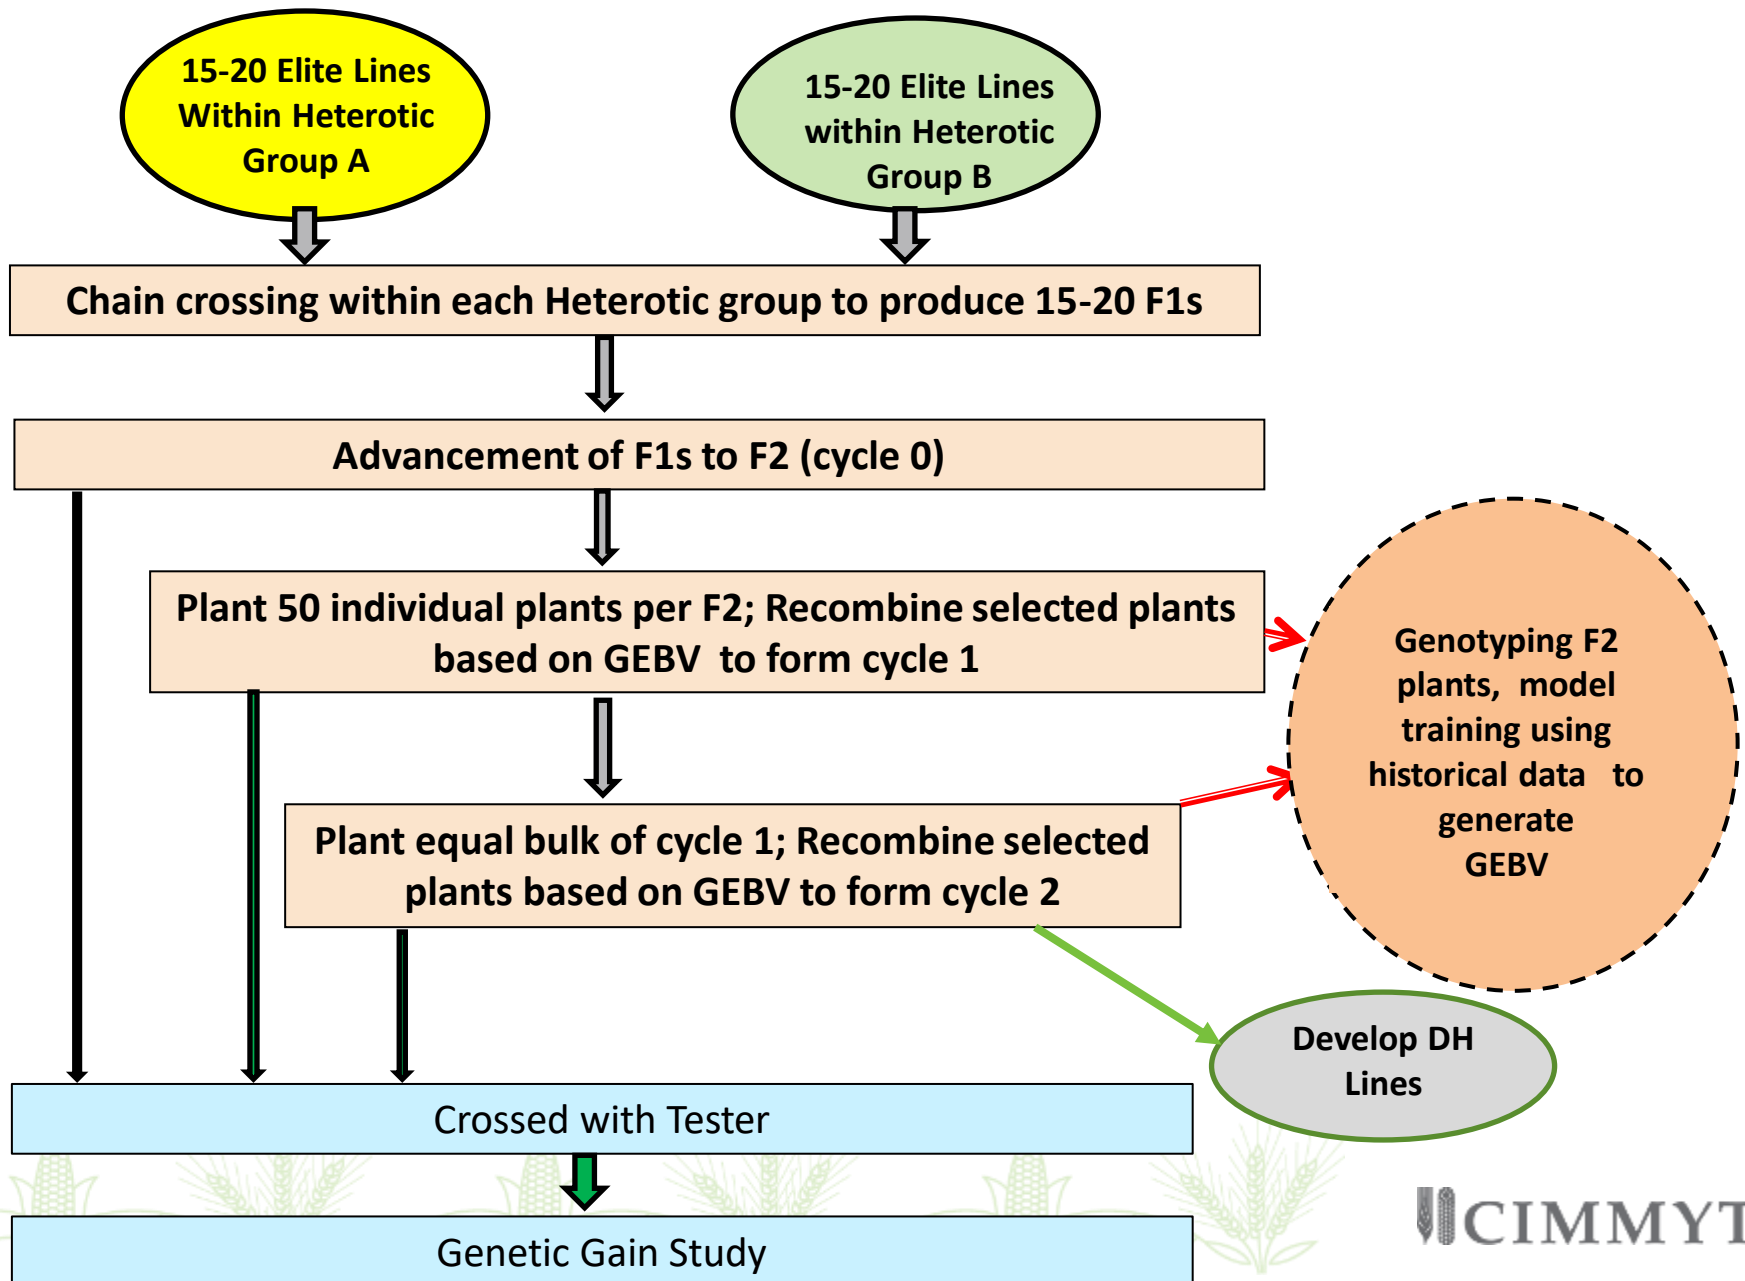 15-20 Elite Lines
Within Heterotic
Group A
15-20 Elite Lines
within Heterotic
Group B
Chain crossing within each Heterotic group to produce 15-20 F1s
Advancement of F1s to F2 (cycle 0)
Plant 50 individual plants per F2; Recombine selected plants
based on GEBV to form cycle 1
Genotyping F2
plants, model
training using
historical data to
generate
GEBV
Plant equal bulk of cycle 1; Recombine selected
plants based on GEBV to form cycle 2
Develop DH
Lines
Crossed with Tester
Genetic Gain Study
CIMMYT